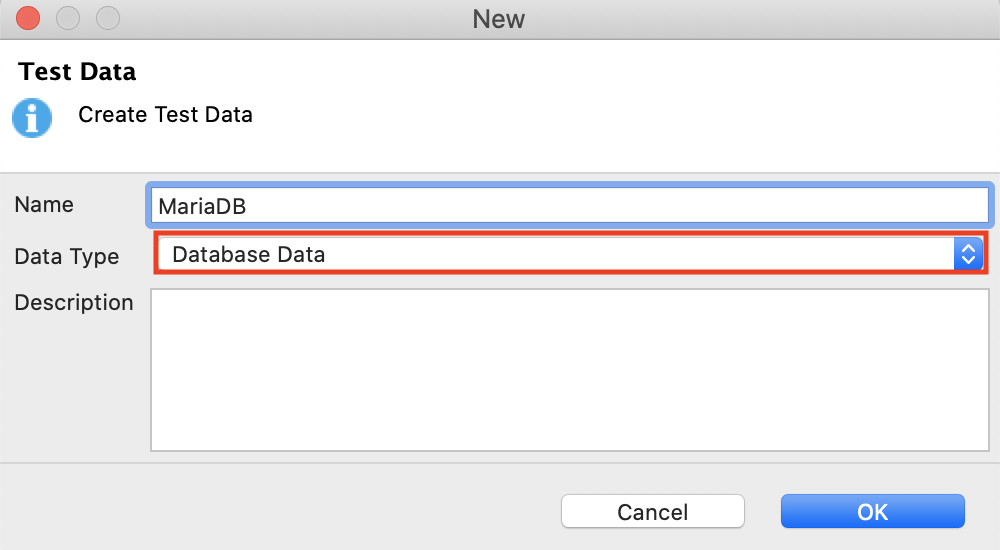 New
Test Data
Create Test Data
Name
MariaDB
Data Type
Database Data
Description
Cancel
OK